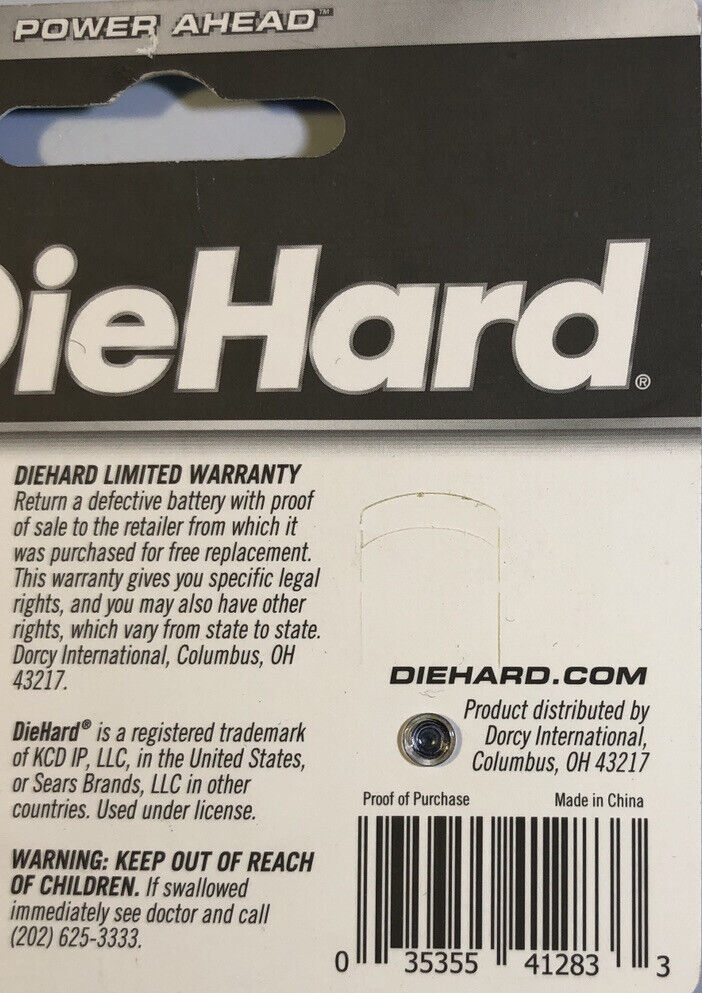 POWER AHEAD™
DieHard®
DIEHARD LIMITED WARRANTY
Return a defective battery with proof
of sale to the retailer from which it
was purchased for free replacement.
This warranty gives you specific legal
rights, and you may also have other
rights, which vary from state to state.
Dorcy International, Columbus, OH
43217.
DieHard® is a registered trademark
of KCD IP, LLC, in the United States,
or Sears Brands, LLC in other
countries. Used under license.
WARNING: KEEP OUT OF REACH
OF CHILDREN. If swallowed
immediately see doctor and call
(202) 625-3333.
DIEHARD.COM
Product distributed by
Dorcy International,
Columbus, OH 43217
Proof of Purchase Made in China
0 35355 41283 3